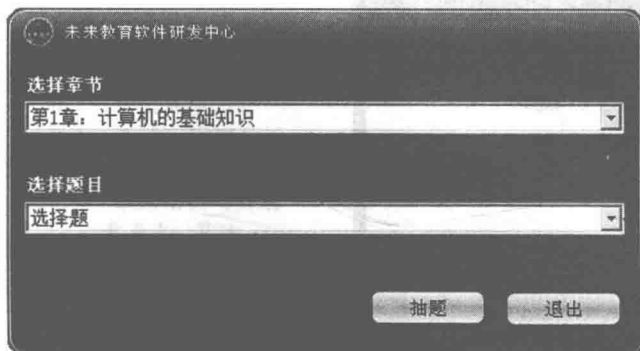 未来教育软件研发中心
选择章节
第1章：计算机的基础知识
选择题目
选择题
抽题 退出